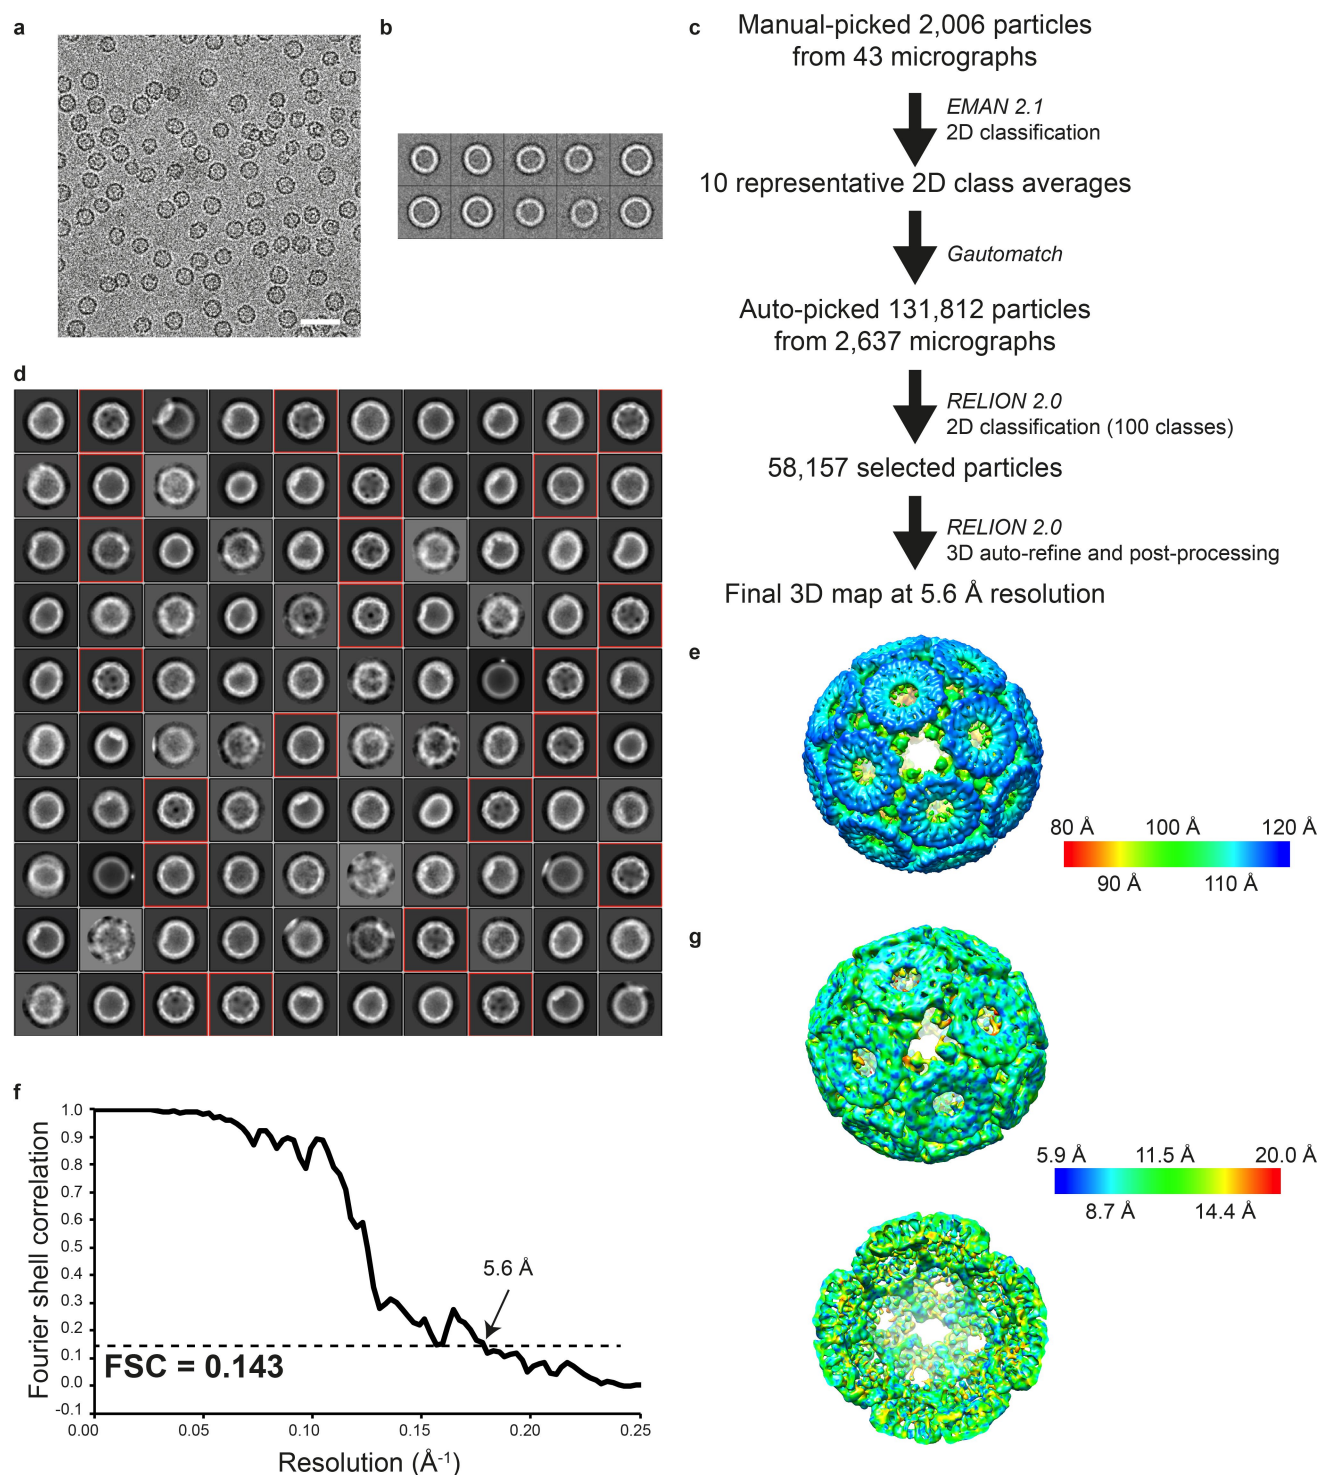 a
b
c
Manual-picked 2,006 particles
from 43 micrographs
EMAN 2.1
2D classification
10 representative 2D class averages
Gautomatch
Auto-picked 131,812 particles
from 2,637 micrographs
RELION 2.0
2D classification (100 classes)
58,157 selected particles
RELION 2.0
3D auto-refine and post-processing
Final 3D map at 5.6 Å resolution
d
e
80 Å 100 Å 120 Å
90 Å 110 Å
g
5.9 Å 11.5 Å 20.0 Å
8.7 Å 14.4 Å
f
Fourier shell correlation
1.0
0.9
0.8
0.7
0.6
0.5
0.4
0.3
0.2
0.1
0.0
-0.1
5.6 Å
FSC = 0.143
0.00 0.05 0.10 0.15 0.20 0.25
Resolution (Å⁻¹)